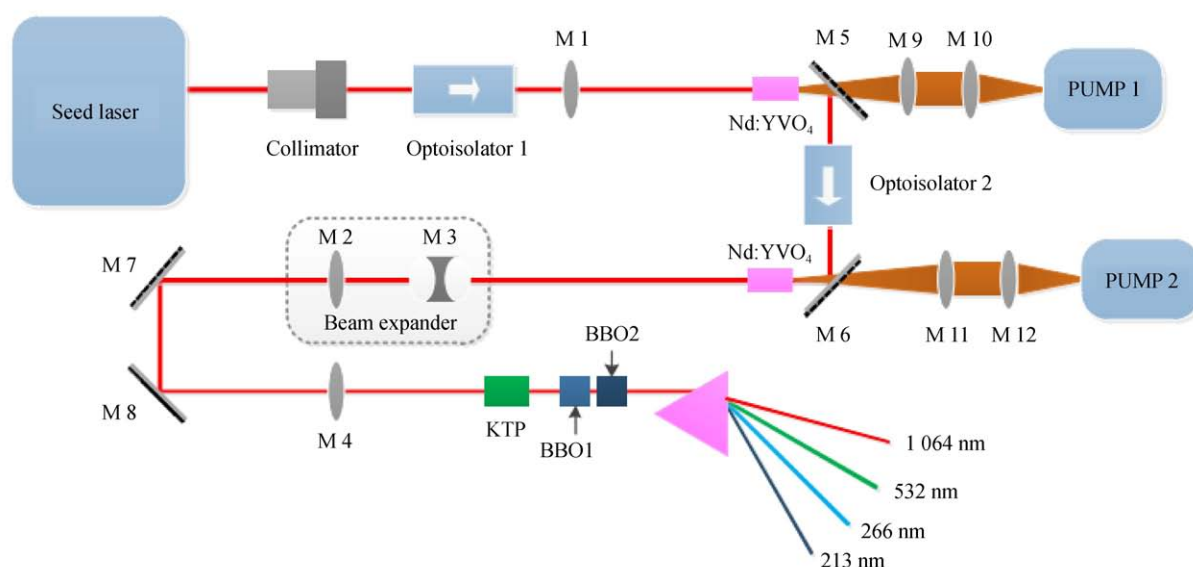 Seed laser
Collimator
Optoisolator 1
M 1
Nd:YVO₄
M 5
M 9
M 10
PUMP 1
Optoisolator 2
M 7
M 2
M 3
Beam expander
Nd:YVO₄
M 6
M 11
M 12
PUMP 2
M 8
M 4
KTP
BBO1
BBO2
1 064 nm
532 nm
266 nm
213 nm